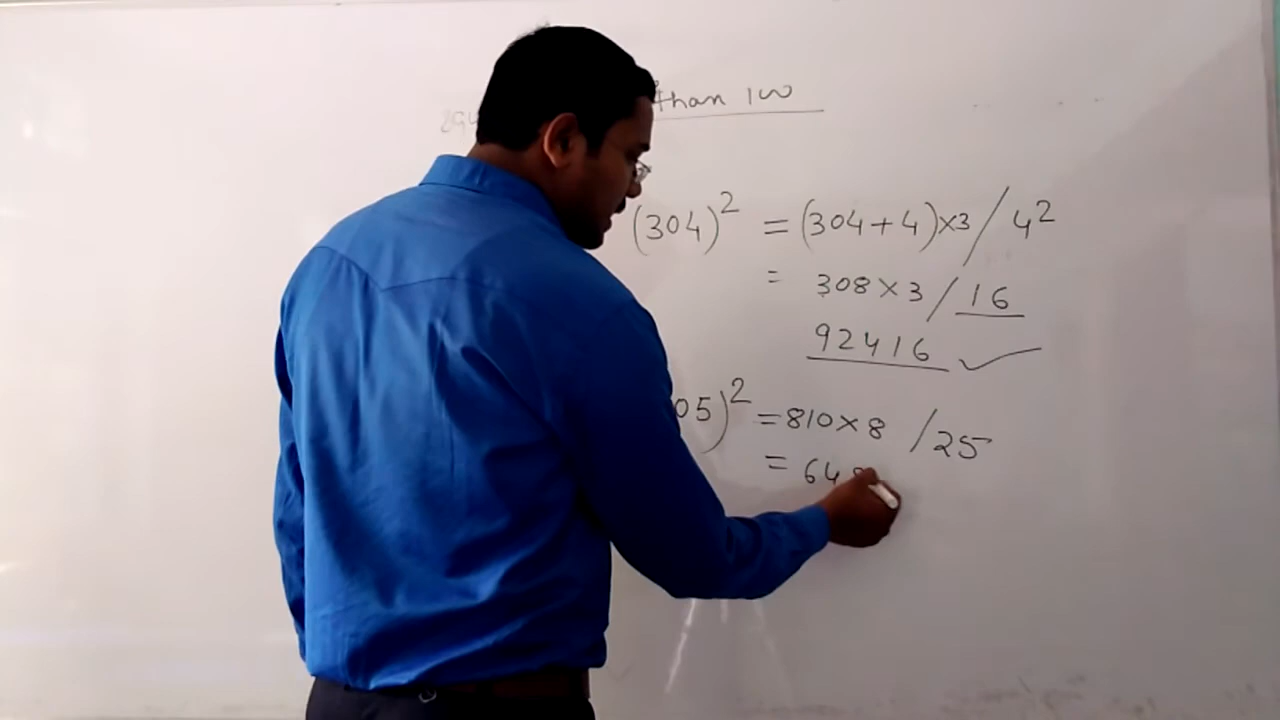 than 100
(304)² = (304+4)×3 / 4²
= 308×3 / 16
92416
05)² = 810×8 / 25
= 64